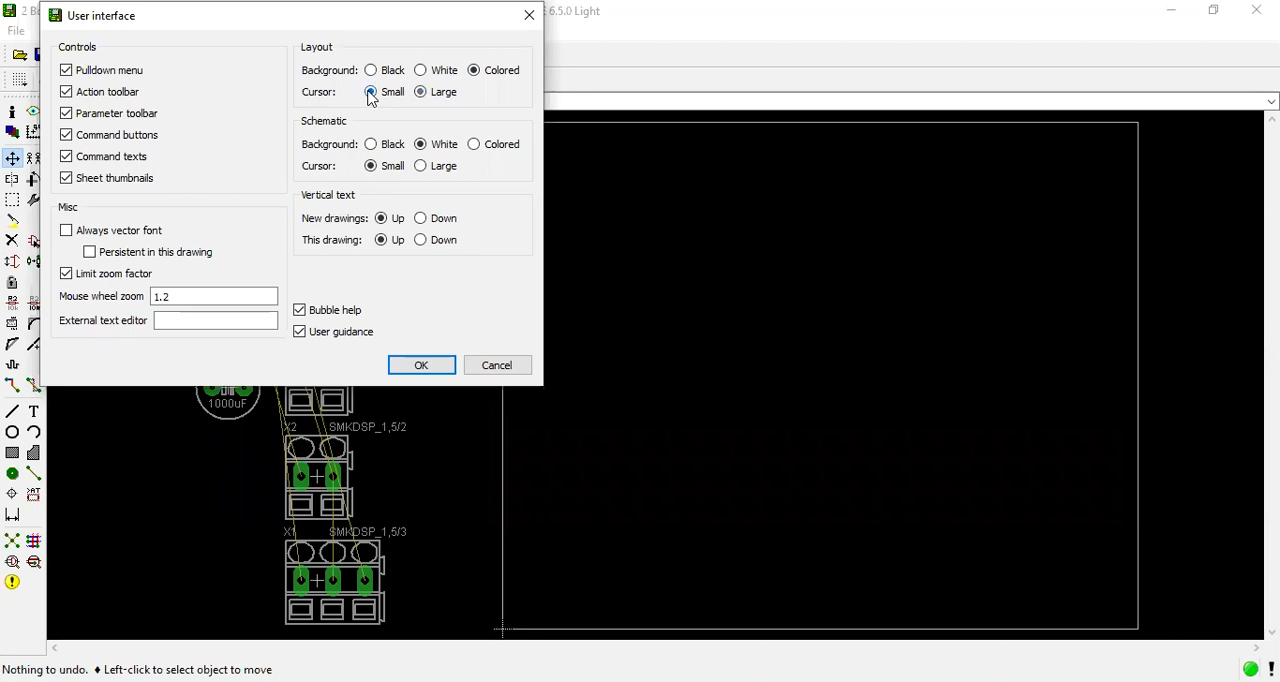 2 Bo
User interface
E 6.5.0 Light
File
Controls
Pulldown menu
Action toolbar
Parameter toolbar
Command buttons
Command texts
Sheet thumbnails
Misc
Always vector font
Persistent in this drawing
Limit zoom factor
Mouse wheel zoom 1.2
External text editor
Layout
Background: Black White Colored
Cursor: Small Large
Schematic
Background: Black White Colored
Cursor: Small Large
Vertical text
New drawings: Up Down
This drawing: Up Down
Bubble help
User guidance
OK Cancel
1000uF
X2 SMKDSP_1,5/2
X1 SMKDSP_1,5/3
Nothing to undo. ♦ Left-click to select object to move